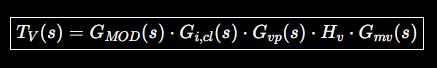 T_V(s) = G_{MOD}(s) · G_{i,cl}(s) · G_{vp}(s) · H_v · G_{mv}(s)